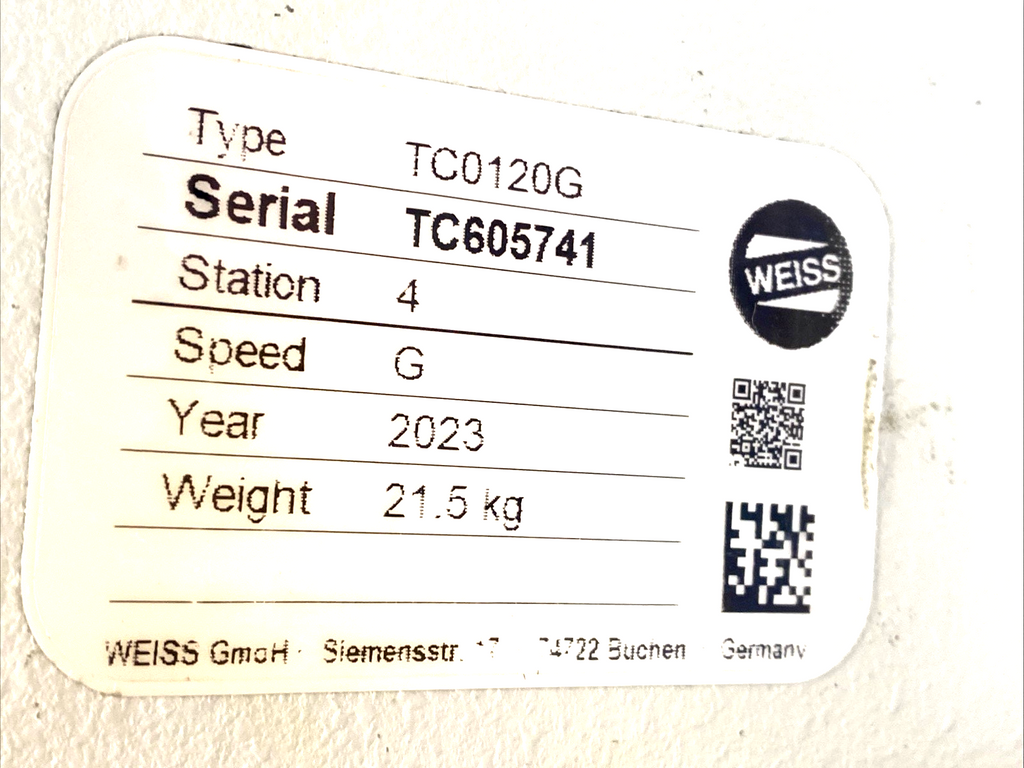 Type TC0120G
Serial TC605741
Station 4
Speed G
Year 2023
Weight 21.5 kg
WEISS
WEISS GmbH · Siemensstr. 74722 Buchen Germany